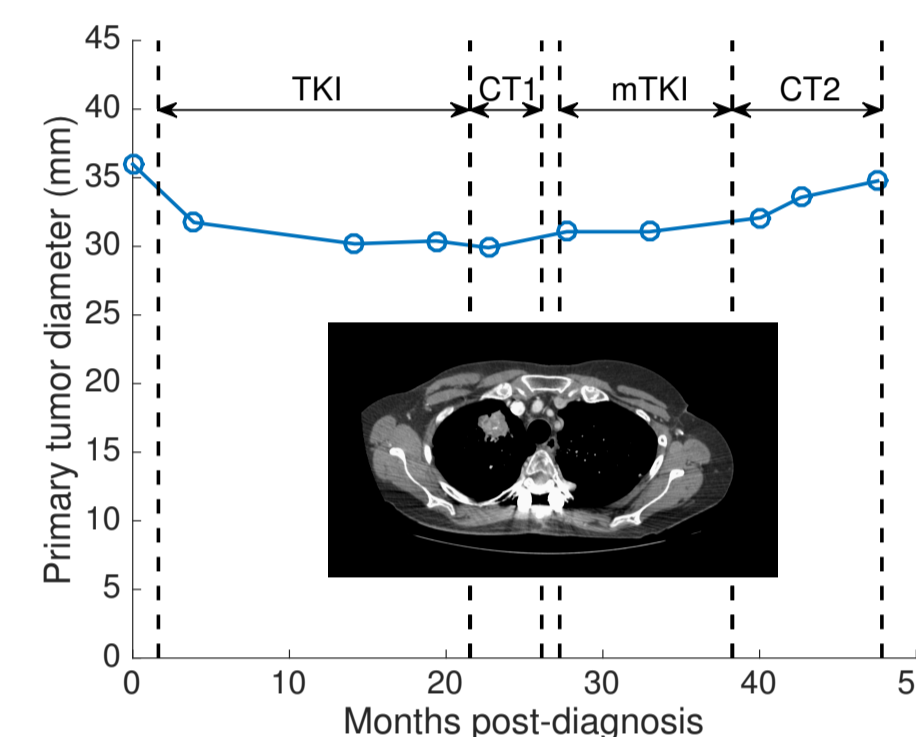 45
40
35
30
25
20
15
10
5
0
TKI
CT1
mTKI
CT2
Primary tumor diameter (mm)
0 10 20 30 40 5
Months post-diagnosis